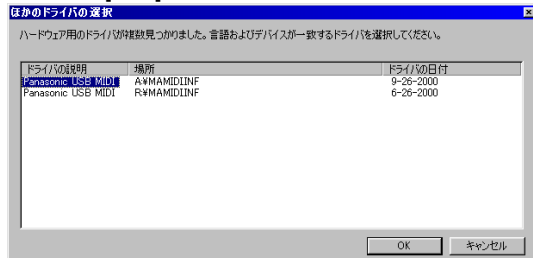 ほかのドライバの選択
ハードウェア用のドライバが複数見つかりました。言語およびデバイスが一致するドライバを選択してください。
ドライバの説明 場所 ドライバの日付
Panasonic USB MIDI A:¥MAMIDI.INF 9-26-2000
Panasonic USB MIDI R:¥MAMIDI.INF 6-26-2000
OK キャンセル